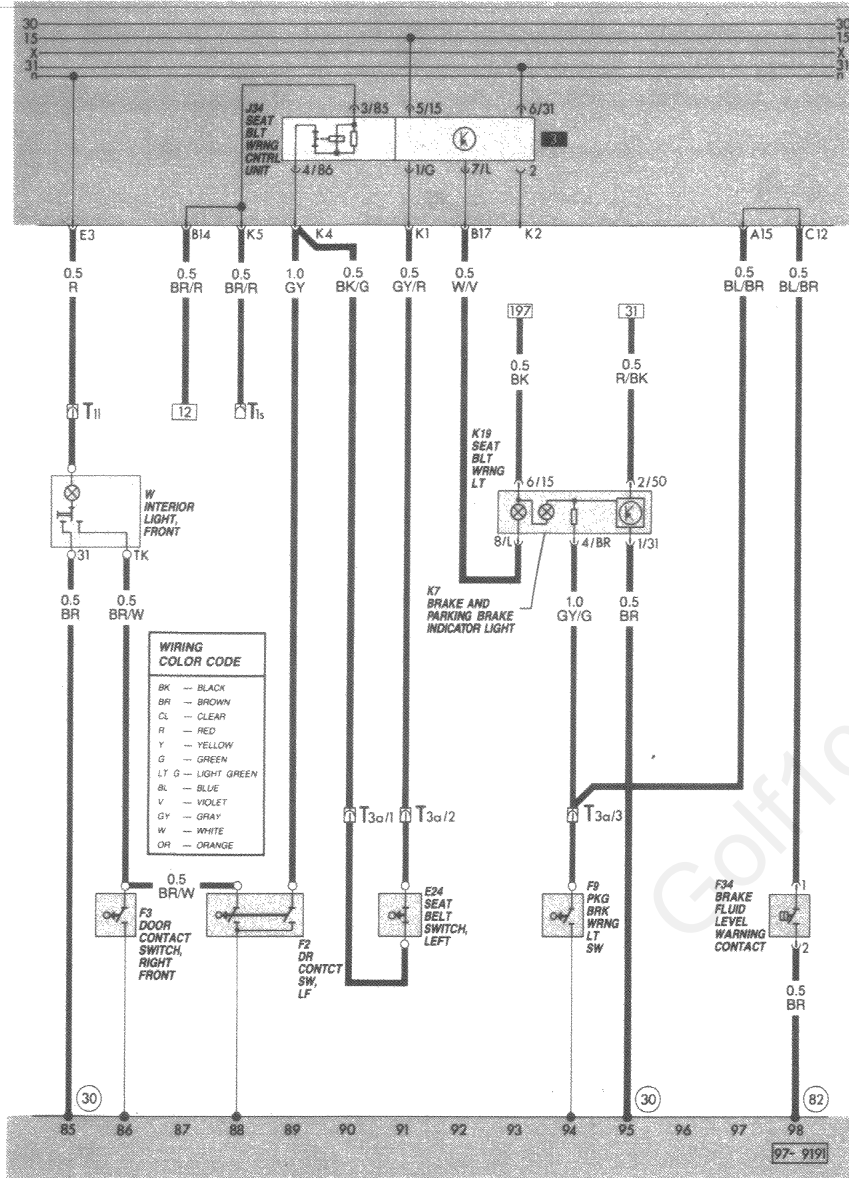 30
15
X
31
30
15
X
31
J34
SEAT
BLT
WRNG
CNTRL
UNIT
3/85
5/15
6/31
3
4/86
1/G
7/L
2
E3
B14
K5
K4
K1
B17
K2
A15
C12
0.5
R
0.5
BR/R
0.5
BR/R
1.0
GY
0.5
BK/G
0.5
GY/R
0.5
W/V
0.5
BL/BR
0.5
BL/BR
197
31
0.5
BK
0.5
R/BK
T1l
12
T1s
K19
SEAT
BLT
WRNG
LT
6/15
2/50
W
INTERIOR
LIGHT,
FRONT
31
TK
8/L
4/BR
1/31
K7
BRAKE AND
PARKING BRAKE
INDICATOR LIGHT
0.5
BR
0.5
BR/W
1.0
GY/G
0.5
BR
WIRING
COLOR CODE
BK — BLACK
BR — BROWN
CL — CLEAR
R — RED
Y — YELLOW
G — GREEN
LT G — LIGHT GREEN
BL — BLUE
V — VIOLET
GY — GRAY
W — WHITE
OR — ORANGE
T3a/1
T3a/2
T3a/3
0.5
BR/W
F3
DOOR
CONTACT
SWITCH,
RIGHT
FRONT
F2
DR
CONTCT
SW,
LF
E24
SEAT
BELT
SWITCH,
LEFT
F9
PKG
BRK
WRNG
LT
SW
F34
BRAKE
FLUID
LEVEL
WARNING
CONTACT
1
2
0.5
BR
30
30
82
85 86 87 88 89 90 91 92 93 94 95 96 97 98
97- 9191
Golf1